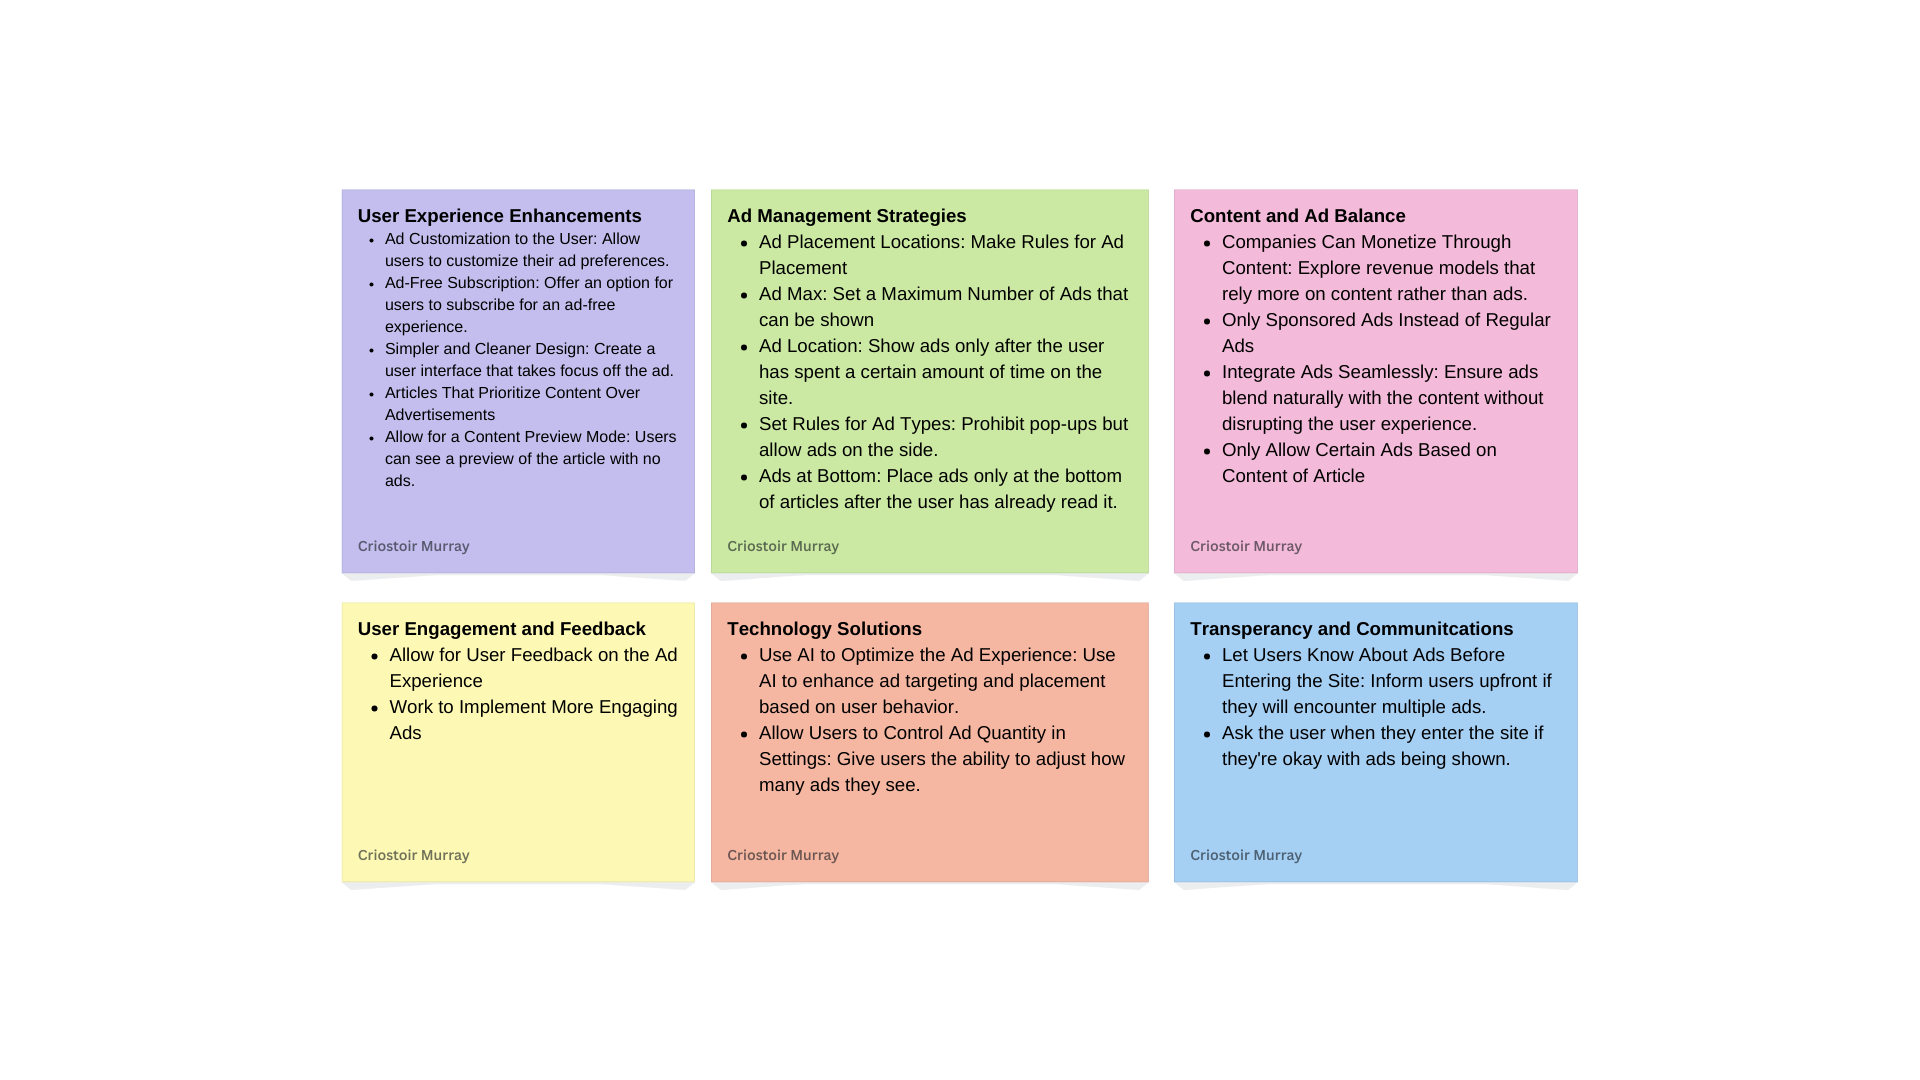 User Experience Enhancements
• Ad Customization to the User: Allow
users to customize their ad preferences.
• Ad-Free Subscription: Offer an option for
users to subscribe for an ad-free
experience.
• Simpler and Cleaner Design: Create a
user interface that takes focus off the ad.
• Articles That Prioritize Content Over
Advertisements
• Allow for a Content Preview Mode: Users
can see a preview of the article with no
ads.
Criostoir Murray
Ad Management Strategies
• Ad Placement Locations: Make Rules for Ad
Placement
• Ad Max: Set a Maximum Number of Ads that
can be shown
• Ad Location: Show ads only after the user
has spent a certain amount of time on the
site.
• Set Rules for Ad Types: Prohibit pop-ups but
allow ads on the side.
• Ads at Bottom: Place ads only at the bottom
of articles after the user has already read it.
Criostoir Murray
Content and Ad Balance
• Companies Can Monetize Through
Content: Explore revenue models that
rely more on content rather than ads.
• Only Sponsored Ads Instead of Regular
Ads
• Integrate Ads Seamlessly: Ensure ads
blend naturally with the content without
disrupting the user experience.
• Only Allow Certain Ads Based on
Content of Article
Criostoir Murray
User Engagement and Feedback
• Allow for User Feedback on the Ad
Experience
• Work to Implement More Engaging
Ads
Criostoir Murray
Technology Solutions
• Use AI to Optimize the Ad Experience: Use
AI to enhance ad targeting and placement
based on user behavior.
• Allow Users to Control Ad Quantity in
Settings: Give users the ability to adjust how
many ads they see.
Criostoir Murray
Transperancy and Communitcations
• Let Users Know About Ads Before
Entering the Site: Inform users upfront if
they will encounter multiple ads.
• Ask the user when they enter the site if
they're okay with ads being shown.
Criostoir Murray